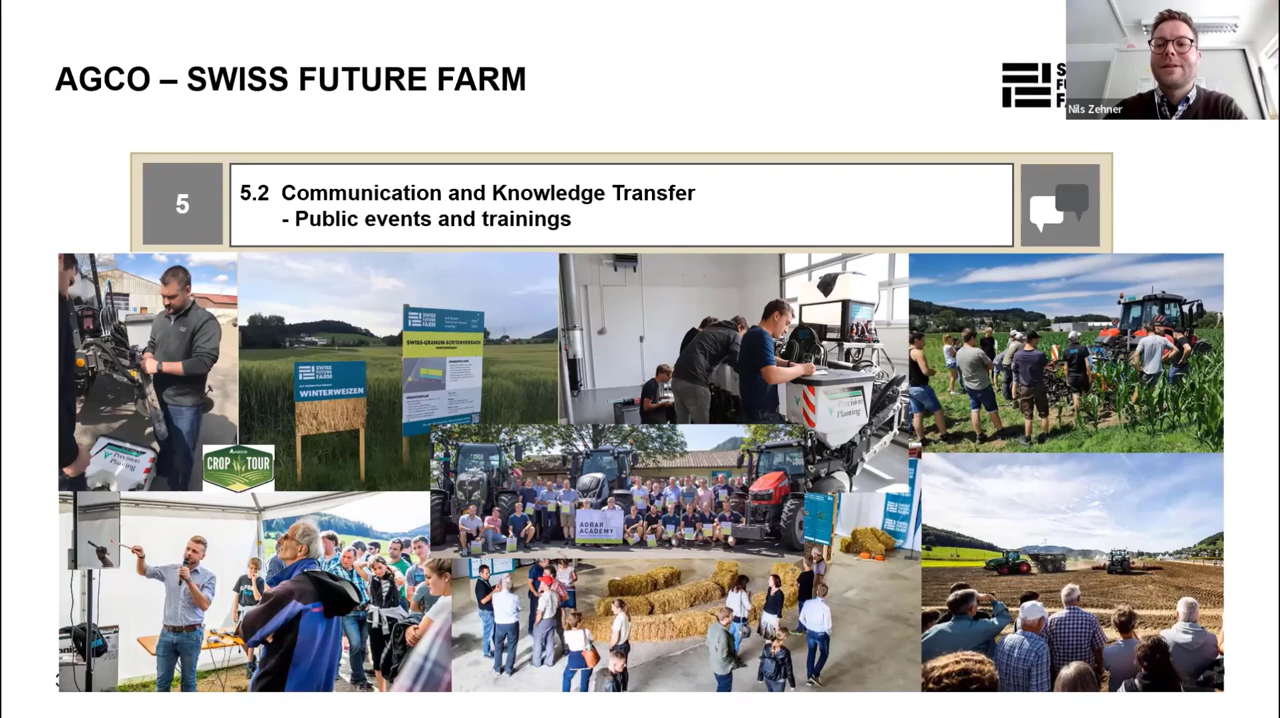 AGCO – SWISS FUTURE FARM
Nils Zehner
5
5.2 Communication and Knowledge Transfer
- Public events and trainings
SWISS
FUTURE
FARM
WINTERWEIZEN
SWISS
FUTURE
FARM
SWISS-GRANUM-SORTENVERSUCH
Precision
Planting
Precision
Planting
AGCO
CROP TOUR
AGRAR
ACADEMY